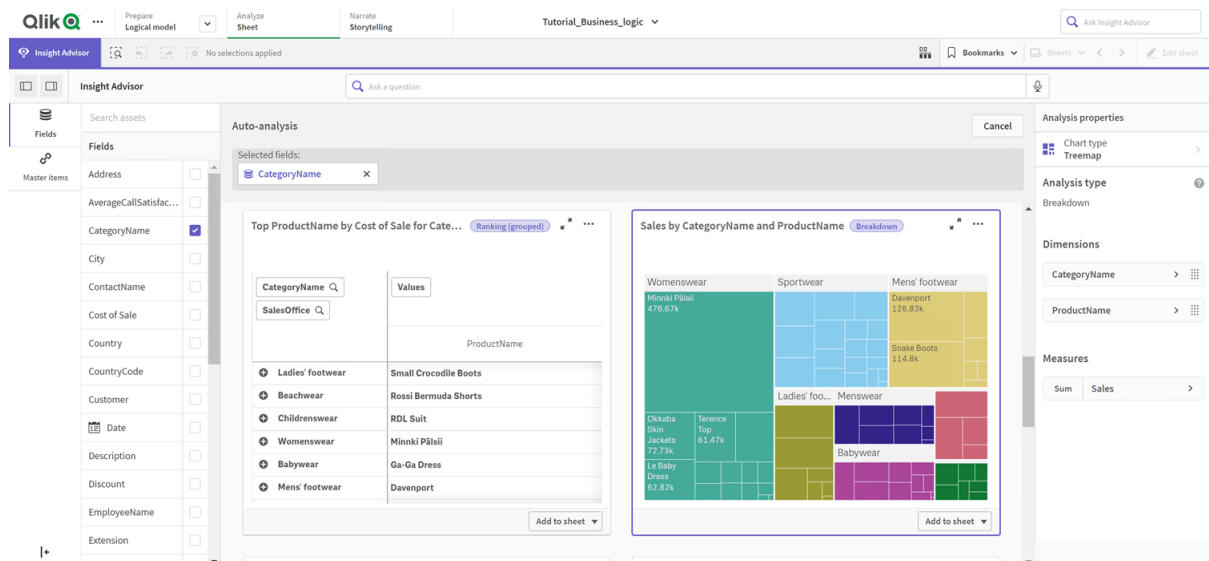 Qlik
Prepare
Logical model
Analyze
Sheet
Narrate
Storytelling
Tutorial_Business_logic
Ask Insight Advisor
Insight Advisor
No selections applied
Bookmarks
Sheets
Edit sheet
Insight Advisor
Ask a question
Fields
Master items
Search assets
Fields
Address
AverageCallSatisfac...
CategoryName
City
ContactName
Cost of Sale
Country
CountryCode
Customer
Date
Description
Discount
EmployeeName
Extension
Auto-analysis
Cancel
Selected fields:
CategoryName
Top ProductName by Cost of Sale for Cate...
Ranking (grouped)
CategoryName
Values
SalesOffice
ProductName
Ladies' footwear
Small Crocodile Boots
Beachwear
Rossi Bermuda Shorts
Childrenswear
RDL Suit
Womenswear
Minnki Pälsii
Babywear
Ga-Ga Dress
Mens' footwear
Davenport
Add to sheet
Sales by CategoryName and ProductName
Breakdown
Womenswear
Minnki Pälsii
476.67k
Okkaba
Skin
Jackets
72.73k
Terence
Top
61.47k
Le Baby
Dress
62.82k
Sportwear
Mens' footwear
Davenport
126.83k
Snake Boots
114.8k
Ladies' foo...
Menswear
Babywear
Add to sheet
Analysis properties
Chart type
Treemap
Analysis type
Breakdown
Dimensions
CategoryName
ProductName
Measures
Sum
Sales